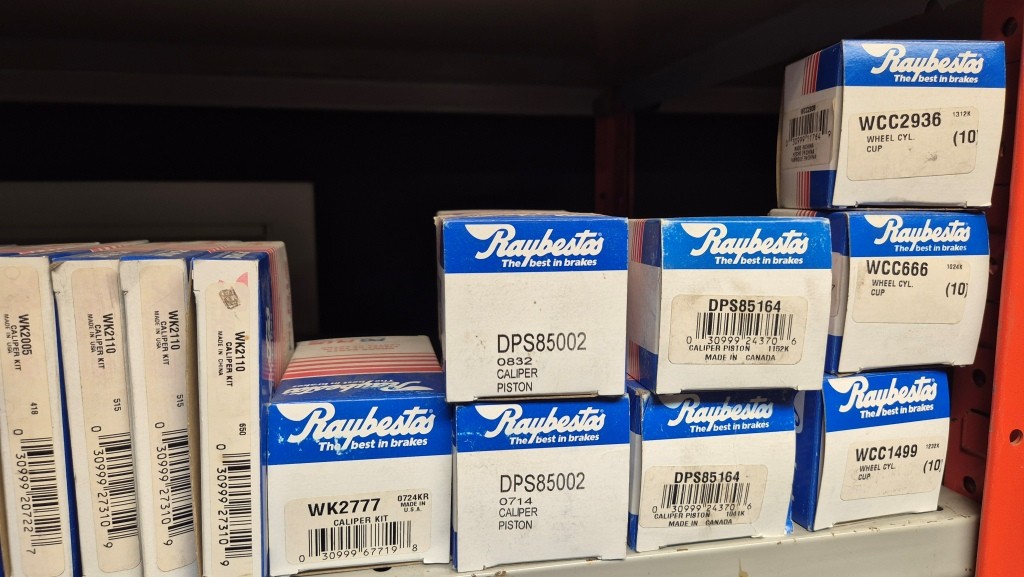 WK2005
CALIPER KIT
MADE IN USA
418
0 30999 20722 7
WK2110
CALIPER KIT
MADE IN USA
515
0 30999 27310 9
WK2110
CALIPER KIT
MADE IN USA
515
0 30999 27310 9
WK2110
CALIPER KIT
MADE IN CHINA
650
0 30999 27310 9
Raybestos
The best in brakes
WK2777
0724KR
MADE IN
U.S.A.
CALIPER KIT
0 30999 67719 8
Raybestos
The best in brakes
DPS85002
0832
CALIPER
PISTON
Raybestos
The best in brakes
DPS85002
0714
CALIPER
PISTON
Raybestos
The best in brakes
DPS85164
0 30999 24370 6
CALIPER PISTON 1102K
MADE IN CANADA
Raybestos
The best in brakes
DPS85164
0 30999 24370 6
CALIPER PISTON
MADE IN CANADA
Raybestos
The best in brakes
WCC2936
1312K
WHEEL CYL.
CUP
(10)
WCC2936
Raybestos
The best in brakes
WCC666
1024K
WHEEL CYL.
CUP
(10)
Raybestos
The best in brakes
WCC1499
WHEEL CYL.
CUP
(10)